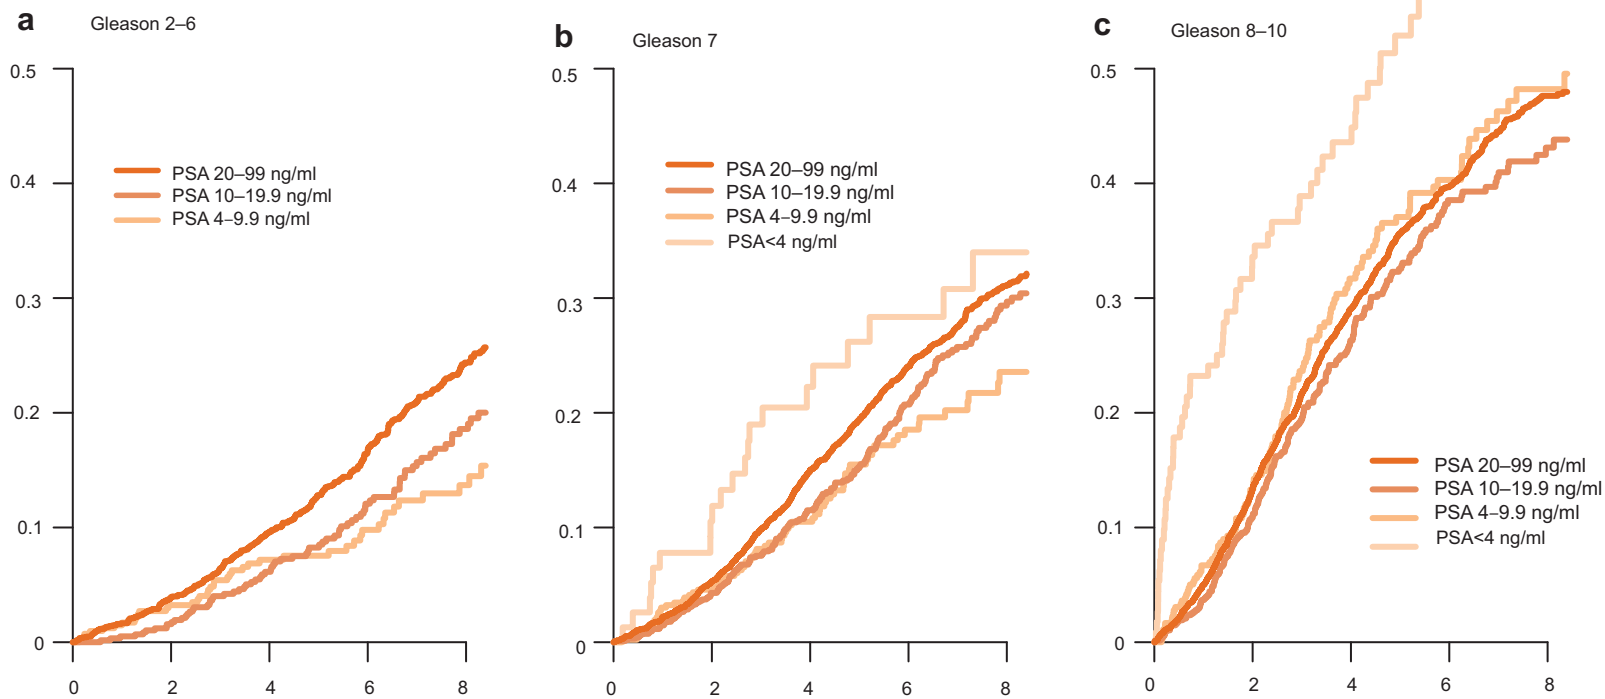 a Gleason 2–6
0.5
0.4
0.3
0.2
0.1
0
PSA 20–99 ng/ml
PSA 10–19.9 ng/ml
PSA 4–9.9 ng/ml
0 2 4 6 8
b Gleason 7
0.5
0.4
0.3
0.2
0.1
0
PSA 20–99 ng/ml
PSA 10–19.9 ng/ml
PSA 4–9.9 ng/ml
PSA<4 ng/ml
0 2 4 6 8
c Gleason 8–10
0.5
0.4
0.3
0.2
0.1
0
PSA 20–99 ng/ml
PSA 10–19.9 ng/ml
PSA 4–9.9 ng/ml
PSA<4 ng/ml
0 2 4 6 8